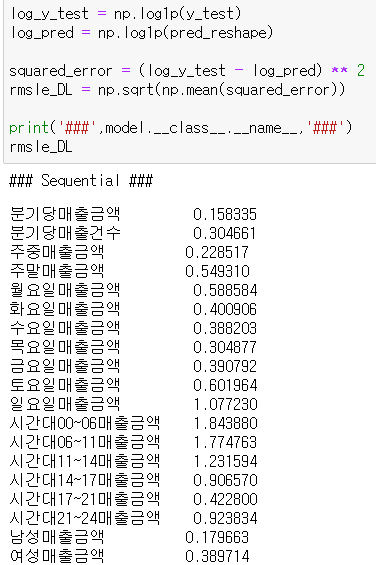 log_y_test = np.log1p(y_test)
log_pred = np.log1p(pred_reshape)
squared_error = (log_y_test - log_pred) ** 2
rmsle_DL = np.sqrt(np.mean(squared_error))
print('###',model.__class__.__name__,'###')
rmsle_DL
### Sequential ###
분기당매출금액 0.158335
분기당매출건수 0.304661
주중매출금액 0.228517
주말매출금액 0.549310
월요일매출금액 0.588584
화요일매출금액 0.400906
수요일매출금액 0.388203
목요일매출금액 0.304877
금요일매출금액 0.390792
토요일매출금액 0.601964
일요일매출금액 1.077230
시간대00~06매출금액 1.843880
시간대06~11매출금액 1.774763
시간대11~14매출금액 1.231594
시간대14~17매출금액 0.906570
시간대17~21매출금액 0.422800
시간대21~24매출금액 0.923834
남성매출금액 0.179663
여성매출금액 0.389714